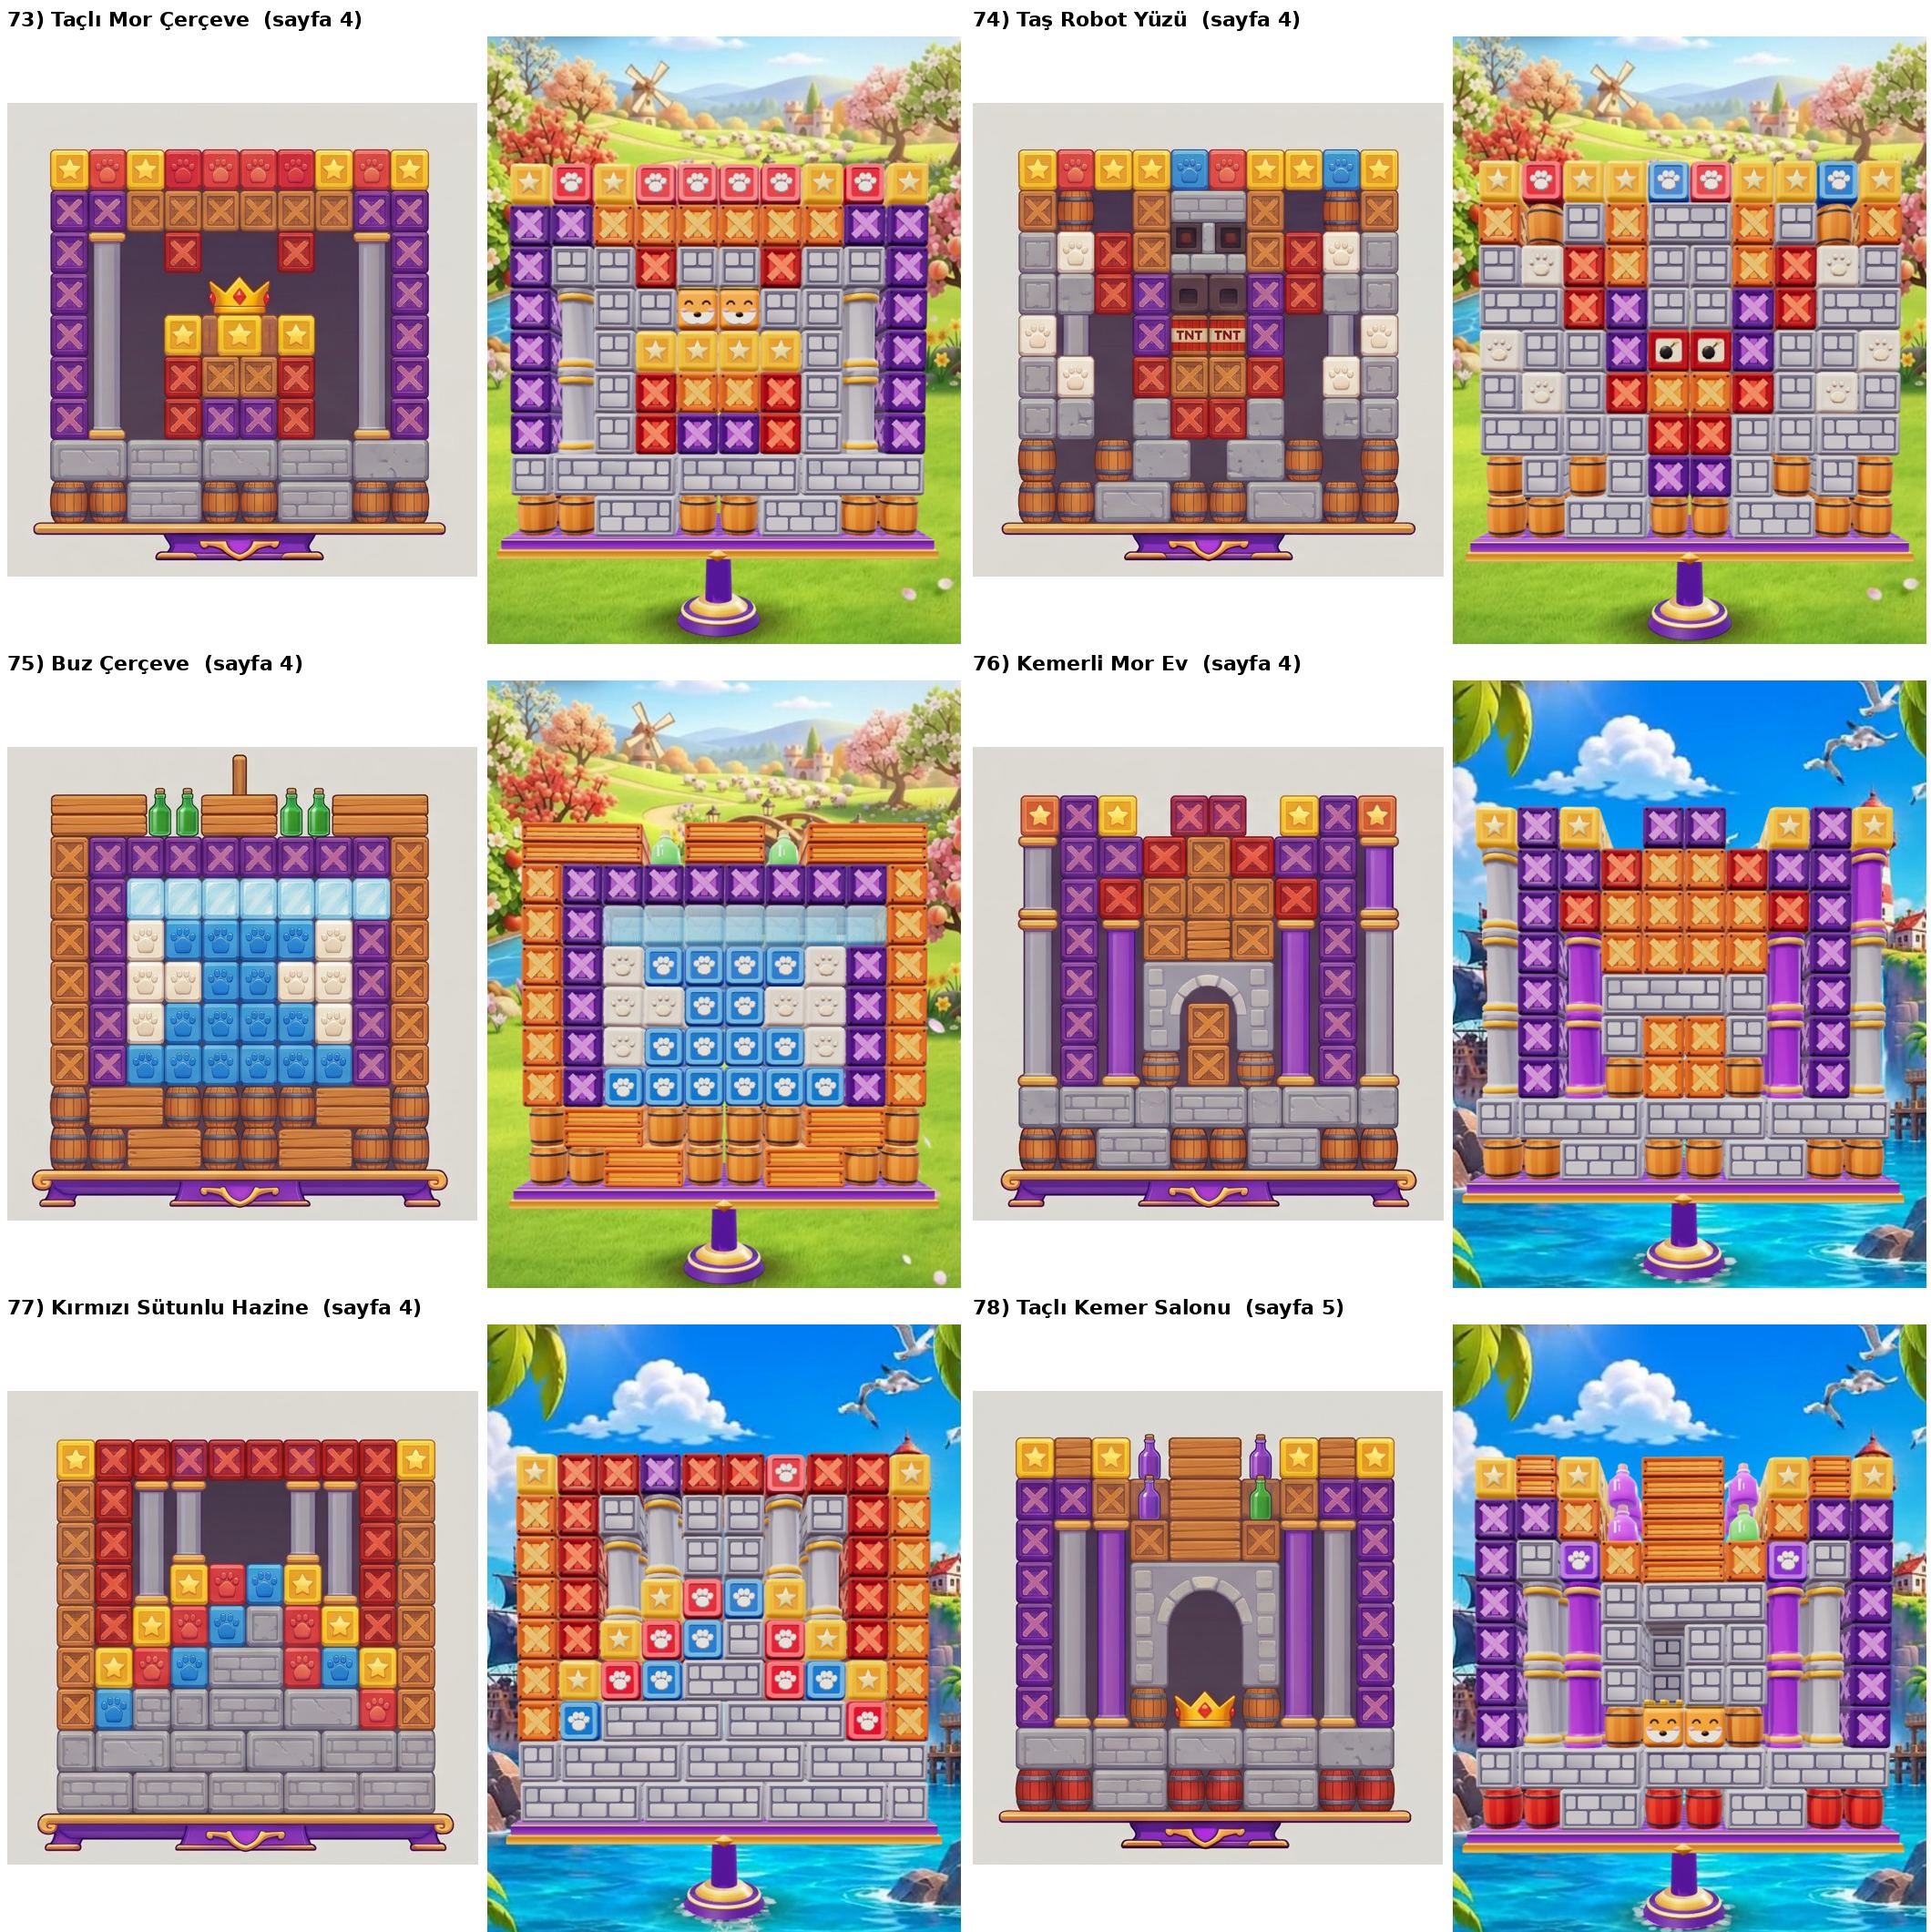 73) Taçlı Mor Çerçeve (sayfa 4)
74) Taş Robot Yüzü (sayfa 4)
TNT TNT
75) Buz Çerçeve (sayfa 4)
76) Kemerli Mor Ev (sayfa 4)
77) Kırmızı Sütunlu Hazine (sayfa 4)
78) Taçlı Kemer Salonu (sayfa 5)